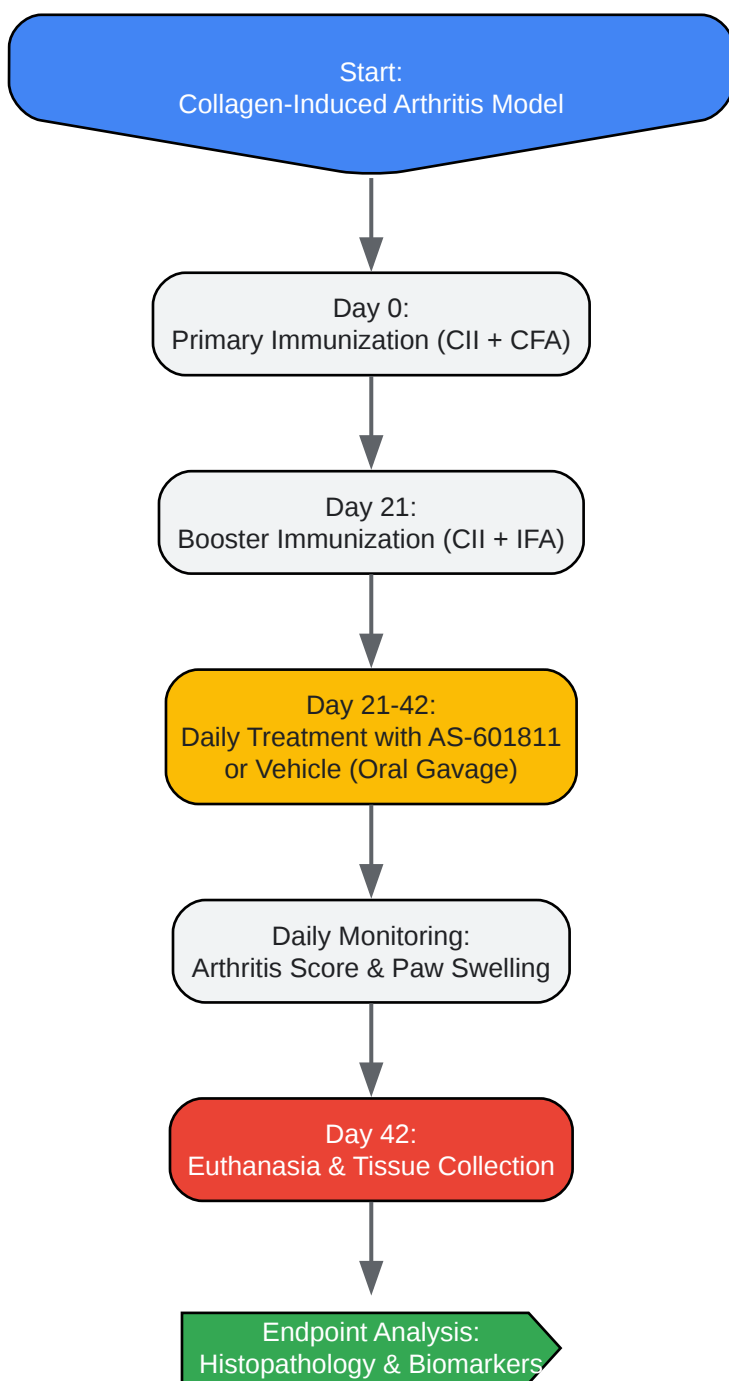 Start:
Collagen-Induced Arthritis Model
Day 0:
Primary Immunization (CII + CFA)
Day 21:
Booster Immunization (CII + IFA)
Day 21-42:
Daily Treatment with AS-601811
or Vehicle (Oral Gavage)
Daily Monitoring:
Arthritis Score & Paw Swelling
Day 42:
Euthanasia & Tissue Collection
Endpoint Analysis:
Histopathology & Biomarkers